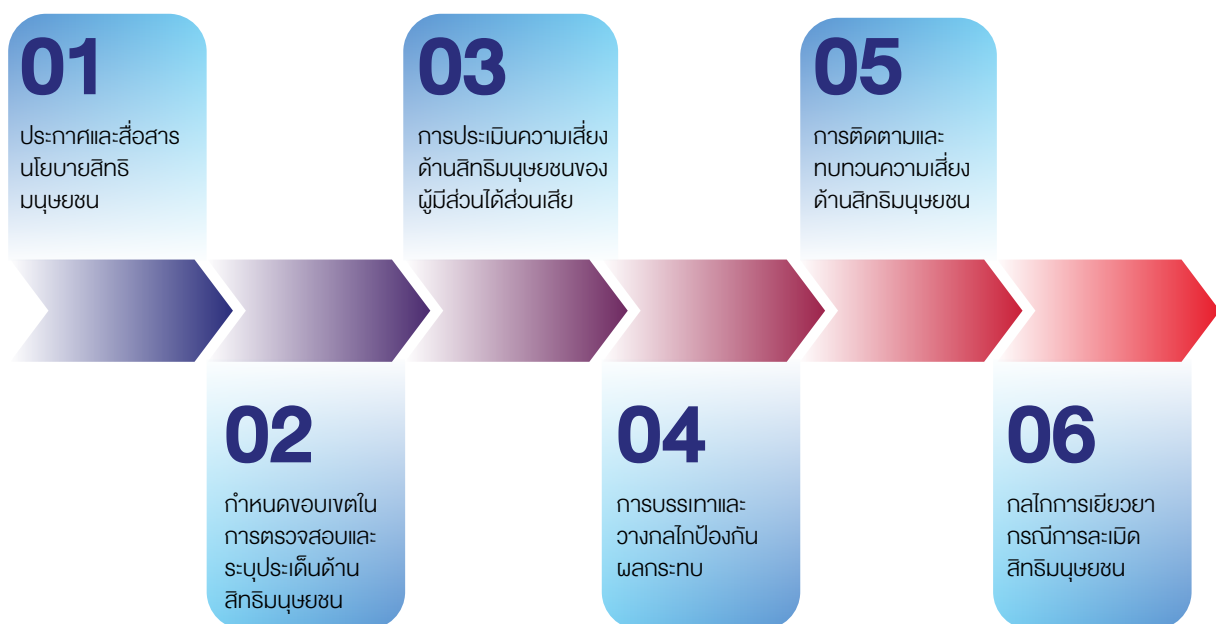 01
ประกาศและสื่อสาร
นโยบายสิทธิ
มนุษยชน
02
กำหนดขอบเขตใน
การตรวจสอบและ
ระบุประเด็นด้าน
สิทธิมนุษยชน
03
การประเมินความเสี่ยง
ด้านสิทธิมนุษยชนของ
ผู้มีส่วนได้ส่วนเสีย
04
การบรรเทาและ
วางกลไกป้องกัน
ผลกระทบ
05
การติดตามและ
ทบทวนความเสี่ยง
ด้านสิทธิมนุษยชน
06
กลไกการเยียวยา
กรณีการละเมิด
สิทธิมนุษยชน